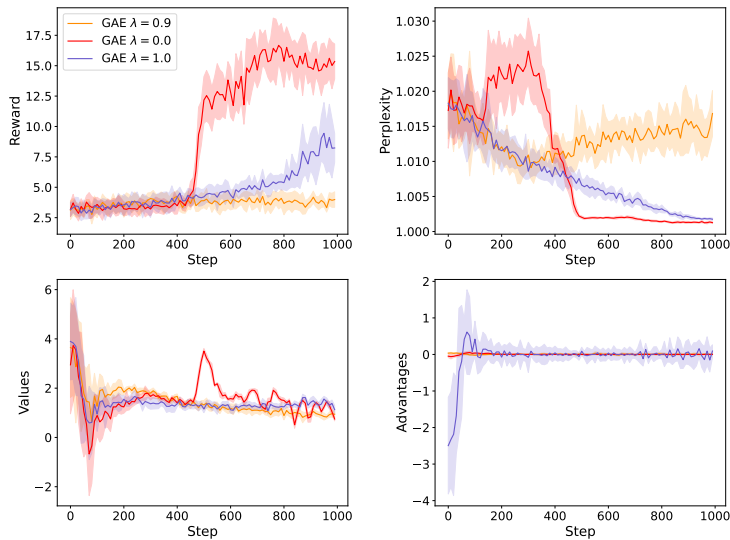 GAE λ = 0.9
GAE λ = 0.0
GAE λ = 1.0
17.5
15.0
12.5
10.0
7.5
5.0
2.5
Reward
0 200 400 600 800 1000
Step
1.030
1.025
1.020
1.015
1.010
1.005
1.000
Perplexity
0 200 400 600 800 1000
Step
6
4
2
0
−2
Values
0 200 400 600 800 1000
Step
2
1
0
−1
−2
−3
−4
Advantages
0 200 400 600 800 1000
Step